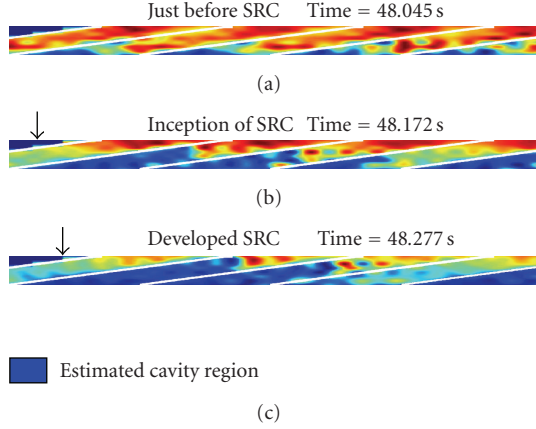 Just before SRC Time = 48.045 s
(a)
Inception of SRC Time = 48.172 s
(b)
Developed SRC Time = 48.277 s
Estimated cavity region
(c)